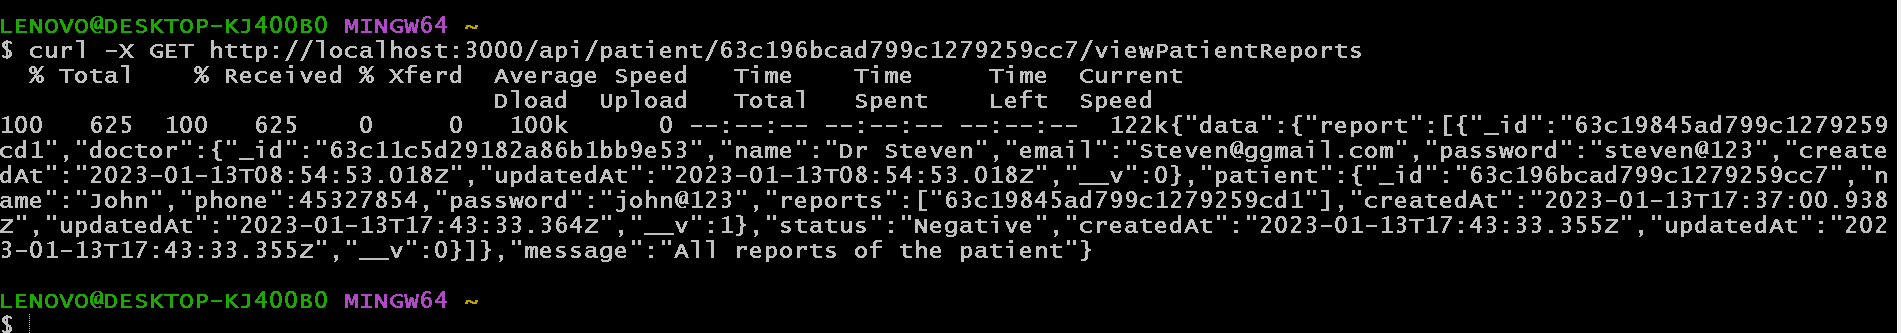 LENOVO@DESKTOP-KJ400B0 MINGW64 ~
$ curl -X GET http://localhost:3000/api/patient/63c196bcad799c1279259cc7/viewPatientReports
  % Total    % Received % Xferd  Average Speed   Time    Time     Time  Current
                                 Dload  Upload   Total   Spent    Left  Speed
100   625  100   625    0     0   100k      0 --:--:-- --:--:-- --:--:--  122k{"data":{"report":[{"_id":"63c19845ad799c1279259
cd1","doctor":{"_id":"63c11c5d29182a86b1bb9e53","name":"Dr Steven","email":"Steven@ggmail.com","password":"steven@123","create
dAt":"2023-01-13T08:54:53.018Z","updatedAt":"2023-01-13T08:54:53.018Z","__v":0},"patient":{"_id":"63c196bcad799c1279259cc7","n
ame":"John","phone":45327854,"password":"john@123","reports":["63c19845ad799c1279259cd1"],"createdAt":"2023-01-13T17:37:00.938
Z","updatedAt":"2023-01-13T17:43:33.364Z","__v":1},"status":"Negative","createdAt":"2023-01-13T17:43:33.355Z","updatedAt":"202
3-01-13T17:43:33.355Z","__v":0}]},"message":"All reports of the patient"}
LENOVO@DESKTOP-KJ400B0 MINGW64 ~
$